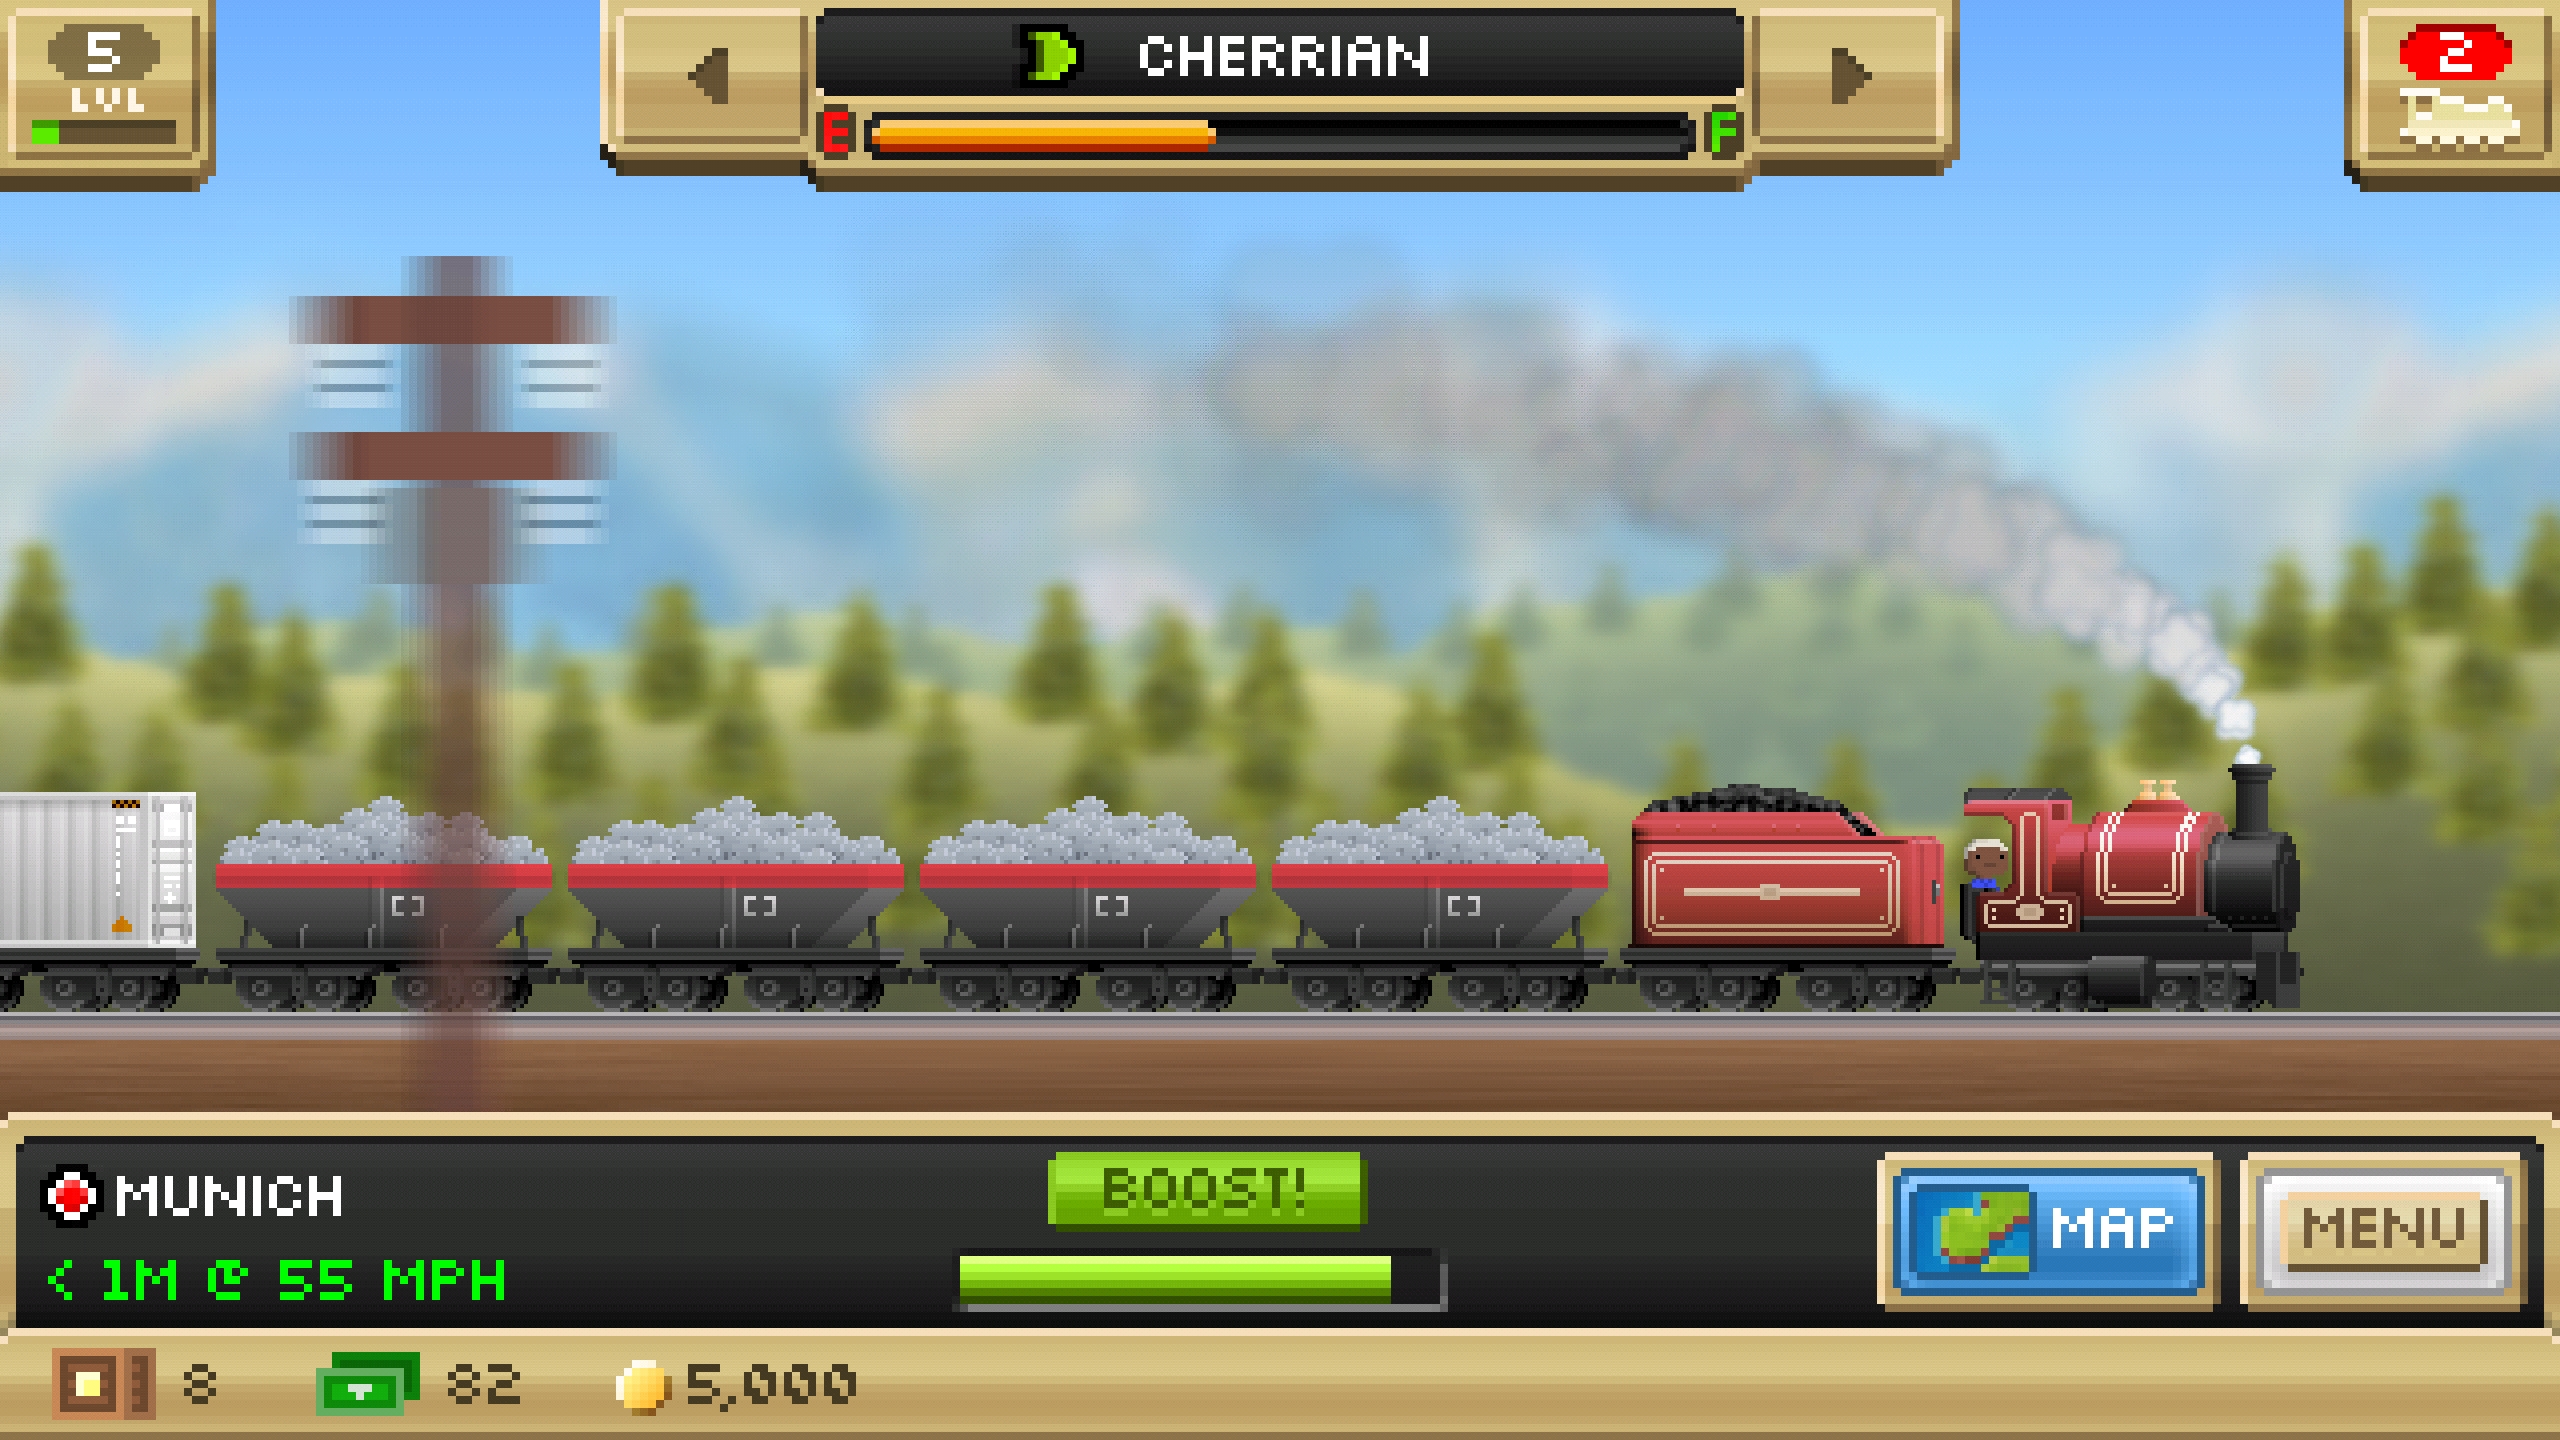 5
LVL
CHERRIAN
E F
2
MUNICH
< 1M @ 55 MPH
BOOST!
MAP
MENU
8
82
5,000